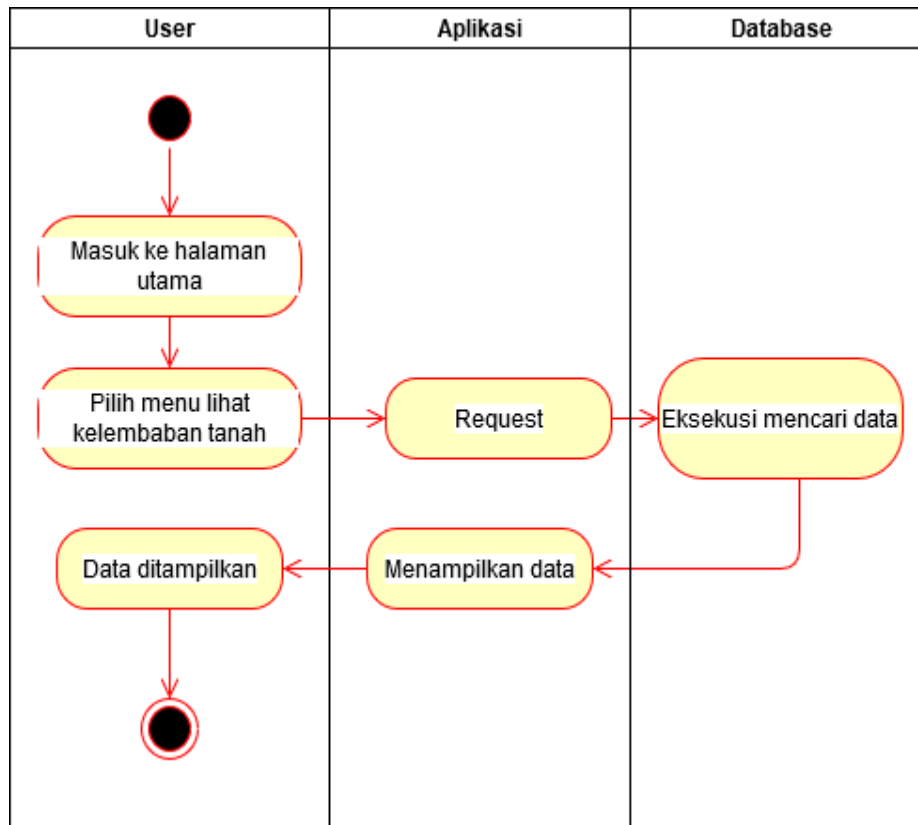 User
Aplikasi
Database
Masuk ke halaman
utama
Pilih menu lihat
kelembaban tanah
Request
Eksekusi mencari data
Data ditampilkan
Menampilkan data